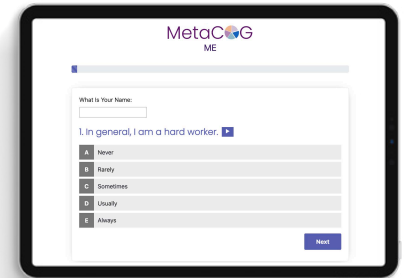 MetaCOG
ME
What Is Your Name:
1. In general, I am a hard worker.
A Never
B Rarely
C Sometimes
D Usually
E Always
Next